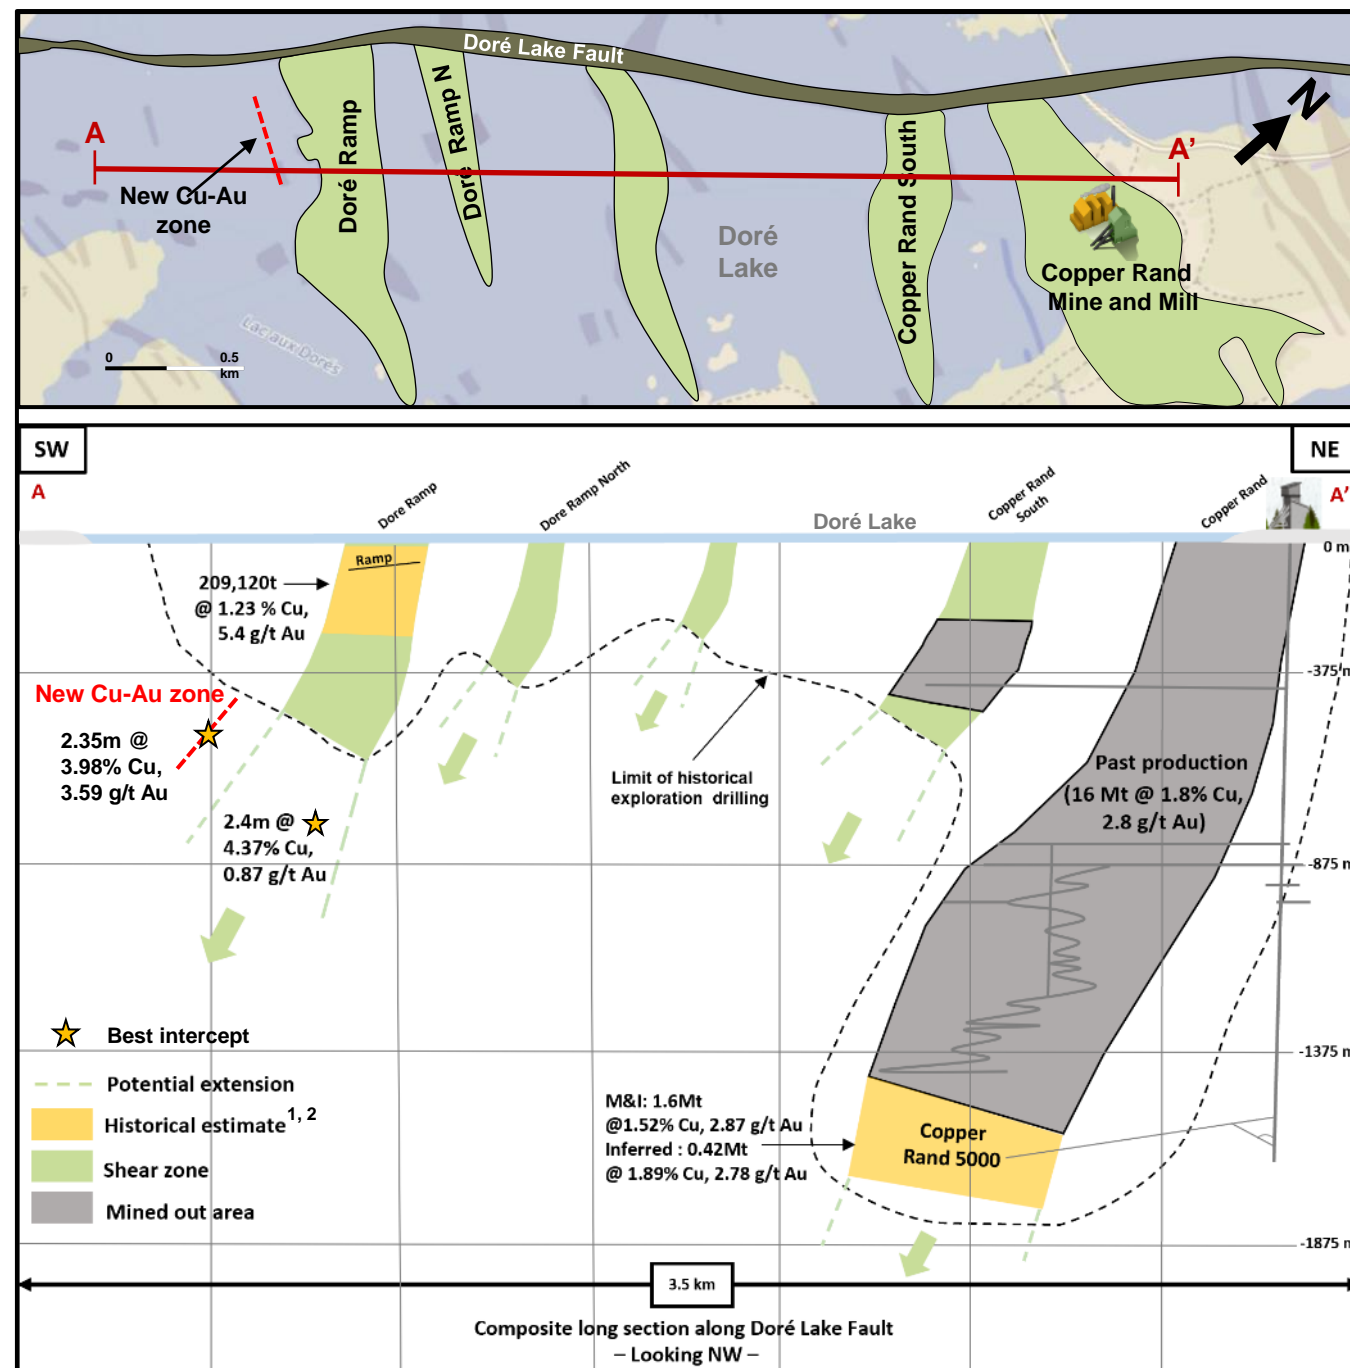 Doré Lake Fault
N
A
A'
New Cu-Au
zone
Doré Ramp
Doré Ramp N
Doré
Lake
Copper Rand South
Copper Rand
Mine and Mill
Lac aux Dorés
0 0.5
km
SW
NE
A
A'
Dore Ramp
Dore Ramp North
Doré Lake
Copper Rand
South
Copper Rand
0 m
Ramp
209,120t
@ 1.23 % Cu,
5.4 g/t Au
-375 m
New Cu-Au zone
2.35m @
3.98% Cu,
3.59 g/t Au
Limit of historical
exploration drilling
Past production
(16 Mt @ 1.8% Cu,
2.8 g/t Au)
2.4m @
4.37% Cu,
0.87 g/t Au
-875 m
Best intercept
Potential extension
Historical estimate1, 2
Shear zone
Mined out area
-1375 m
M&I: 1.6Mt
@1.52% Cu, 2.87 g/t Au
Inferred : 0.42Mt
@ 1.89% Cu, 2.78 g/t Au
Copper
Rand 5000
-1875 m
3.5 km
Composite long section along Doré Lake Fault
– Looking NW –